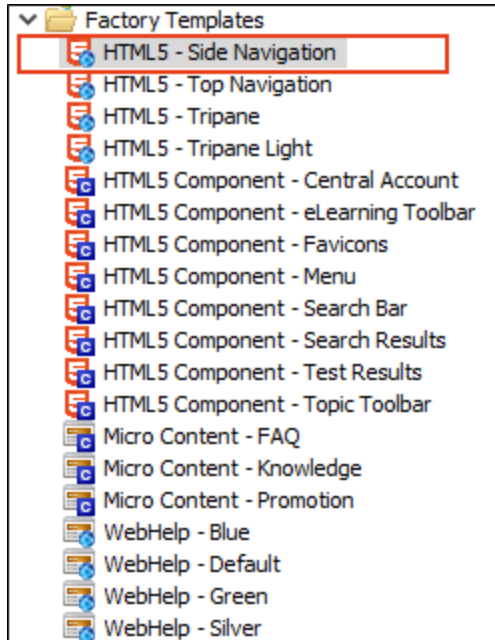 Factory Templates
HTML5 - Side Navigation
HTML5 - Top Navigation
HTML5 - Tripane
HTML5 - Tripane Light
HTML5 Component - Central Account
HTML5 Component - eLearning Toolbar
HTML5 Component - Favicons
HTML5 Component - Menu
HTML5 Component - Search Bar
HTML5 Component - Search Results
HTML5 Component - Test Results
HTML5 Component - Topic Toolbar
Micro Content - FAQ
Micro Content - Knowledge
Micro Content - Promotion
WebHelp - Blue
WebHelp - Default
WebHelp - Green
WebHelp - Silver